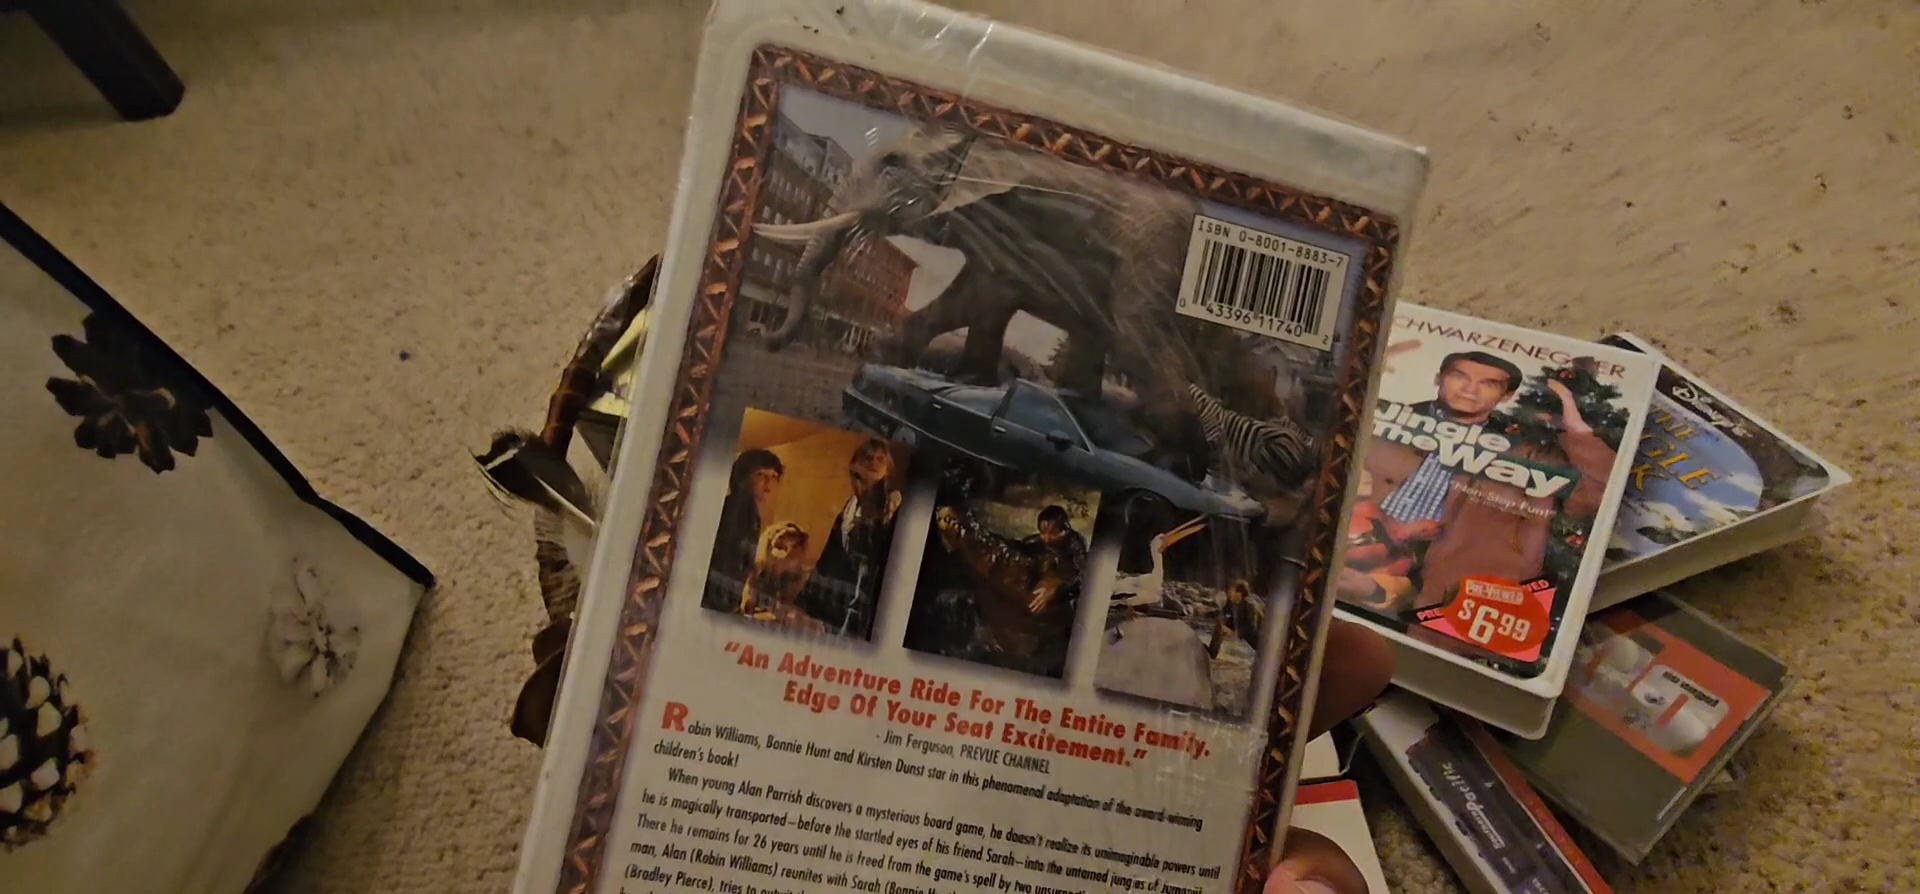 ISBN 0-8001-8883-7
0 43396 11740 2
"An Adventure Ride For The Entire Family.
Edge Of Your Seat Excitement."
- Jim Ferguson, PREVUE CHANNEL
Robin Williams, Bonnie Hunt and Kirsten Dunst star in this phenomenal adaptation of the award-winning
children's book!
When young Alan Parrish discovers a mysterious board game, he doesn't realize its unimaginable powers until
he is magically transported—before the startled eyes of his friend Sarah—into the untamed jungles of Jumanji!
There he remains for 26 years until he is freed from the game's spell by two
man, Alan (Robin Williams) reunites with Sarah (Bonnie
(Bradley Pierce), tries to
CHWARZENEGGER
Jingle
The Way
Non-Stop Fun!
PRE-VIEWED
$6.99
Disney's
THE